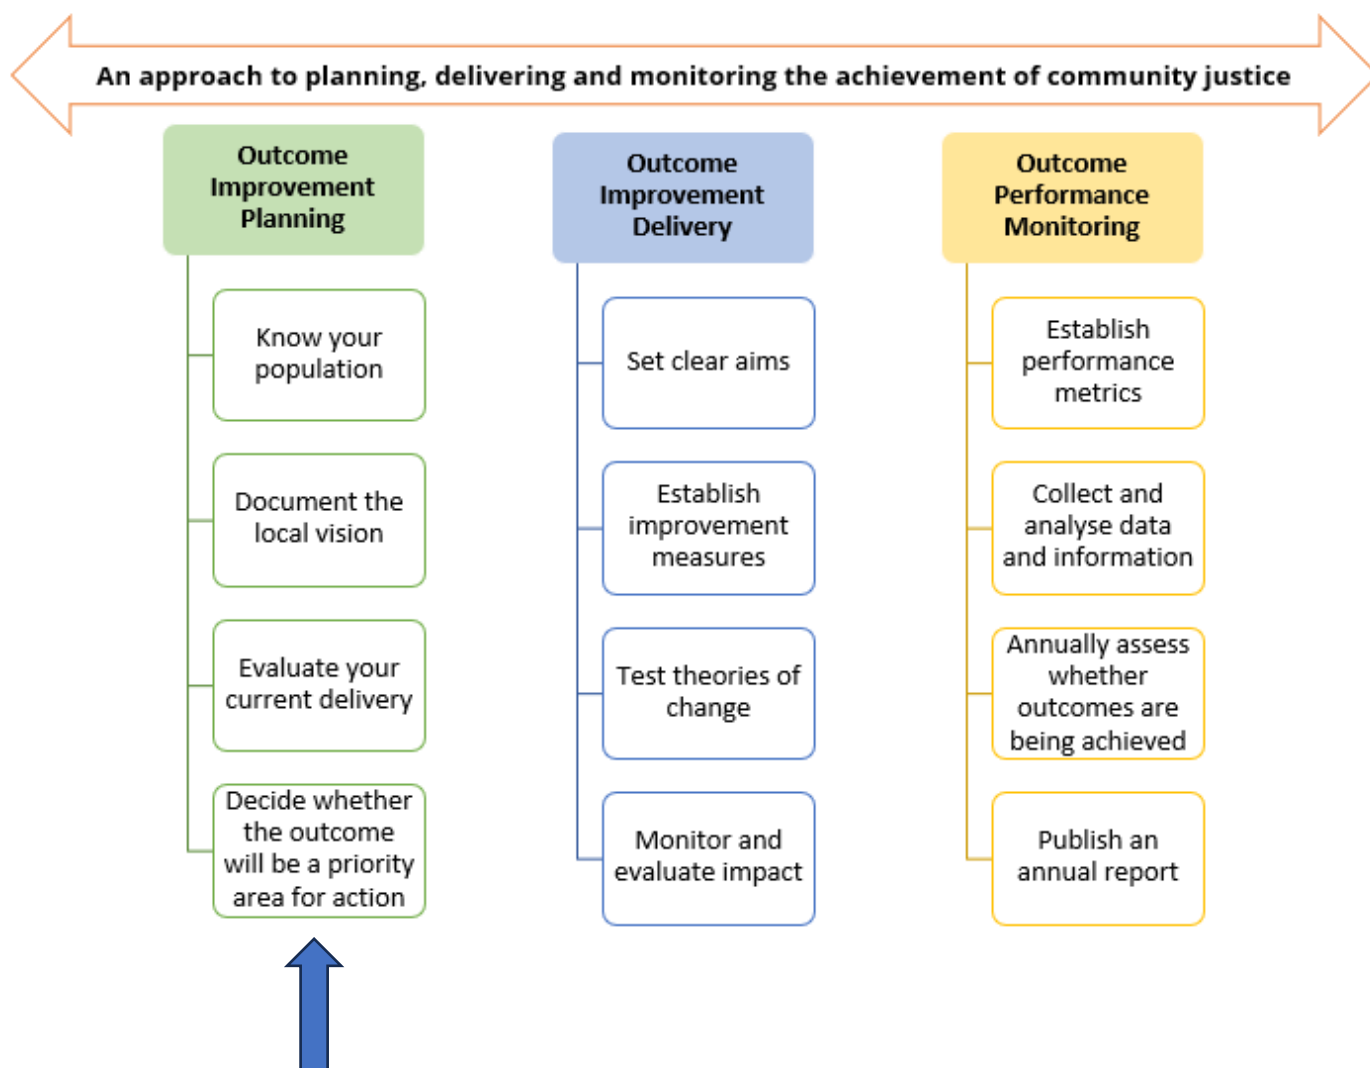 An approach to planning, delivering and monitoring the achievement of community justice
Outcome
Improvement
Planning
Know your
population
Document the
local vision
Evaluate your
current delivery
Decide whether
the outcome
will be a priority
area for action
Outcome
Improvement
Delivery
Set clear aims
Establish
improvement
measures
Test theories of
change
Monitor and
evaluate impact
Outcome
Performance
Monitoring
Establish
performance
metrics
Collect and
analyse data
and information
Annually assess
whether
outcomes are
being achieved
Publish an
annual report